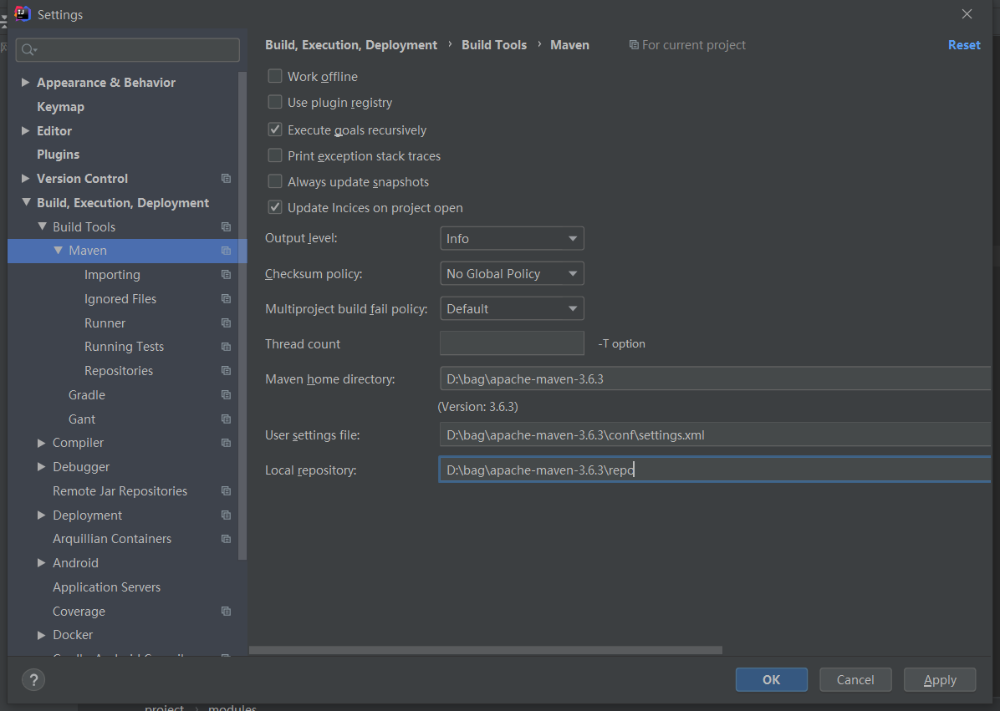 Settings
Build, Execution, Deployment › Build Tools › Maven For current project Reset
Appearance & Behavior
Keymap
Editor
Plugins
Version Control
Build, Execution, Deployment
Build Tools
Maven
Importing
Ignored Files
Runner
Running Tests
Repositories
Gradle
Gant
Compiler
Debugger
Remote Jar Repositories
Deployment
Arquillian Containers
Android
Application Servers
Coverage
Docker
Work offline
Use plugin registry
Execute goals recursively
Print exception stack traces
Always update snapshots
Update Incices on project open
Output level: Info
Checksum policy: No Global Policy
Multiproject build fail policy: Default
Thread count -T option
Maven home directory: D:\bag\apache-maven-3.6.3
(Version: 3.6.3)
User settings file: D:\bag\apache-maven-3.6.3\conf\settings.xml
Local repository: D:\bag\apache-maven-3.6.3\repo
? OK Cancel Apply
project › modules